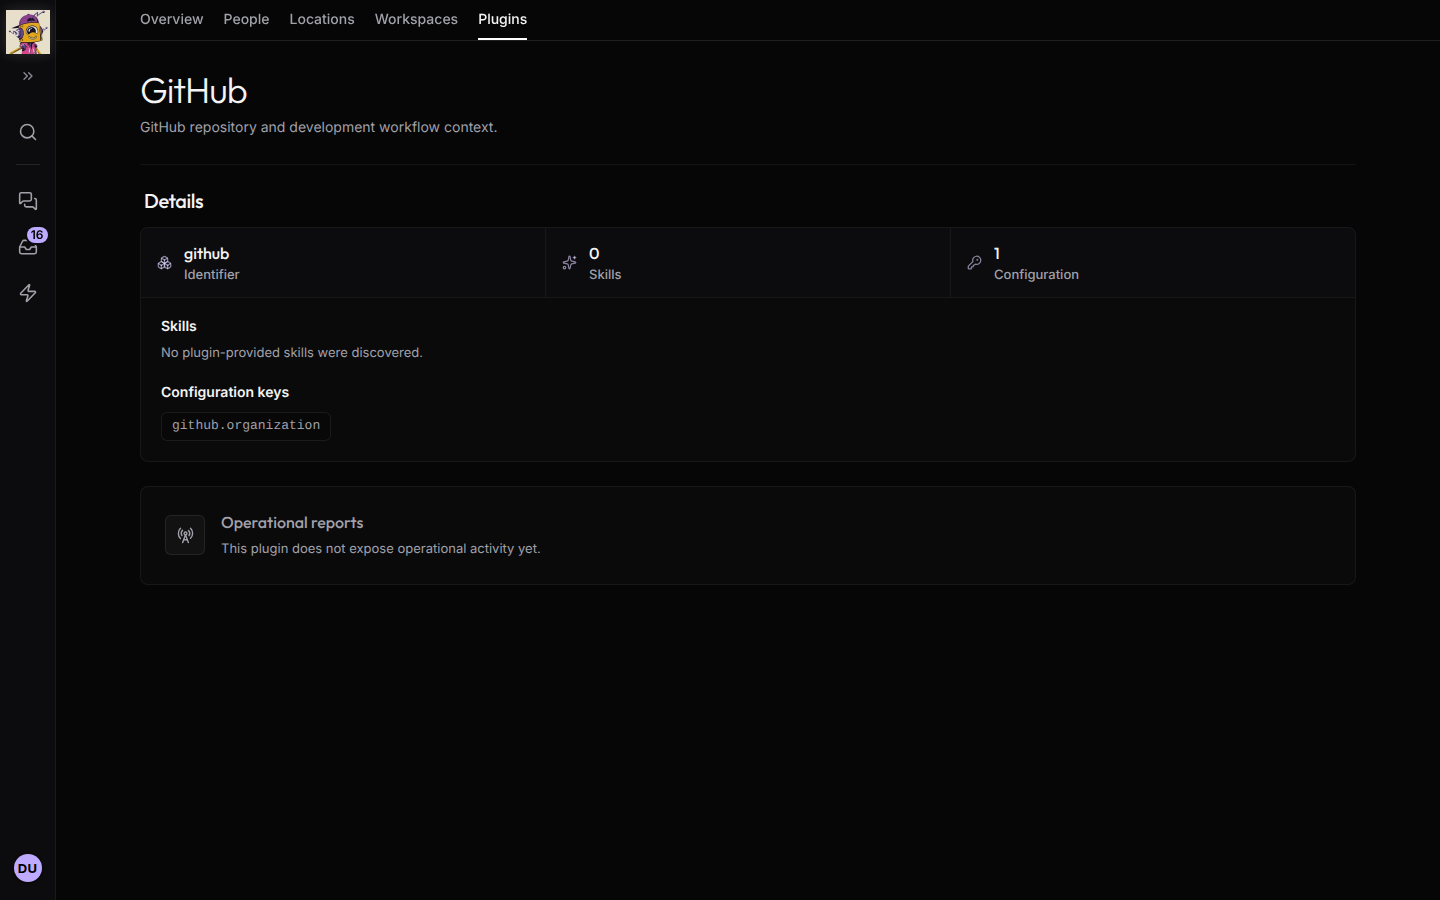 Overview People Locations Workspaces Plugins
GitHub
GitHub repository and development workflow context.
Details
github
Identifier
0
Skills
1
Configuration
Skills
No plugin-provided skills were discovered.
Configuration keys
github.organization
Operational reports
This plugin does not expose operational activity yet.
16
DU